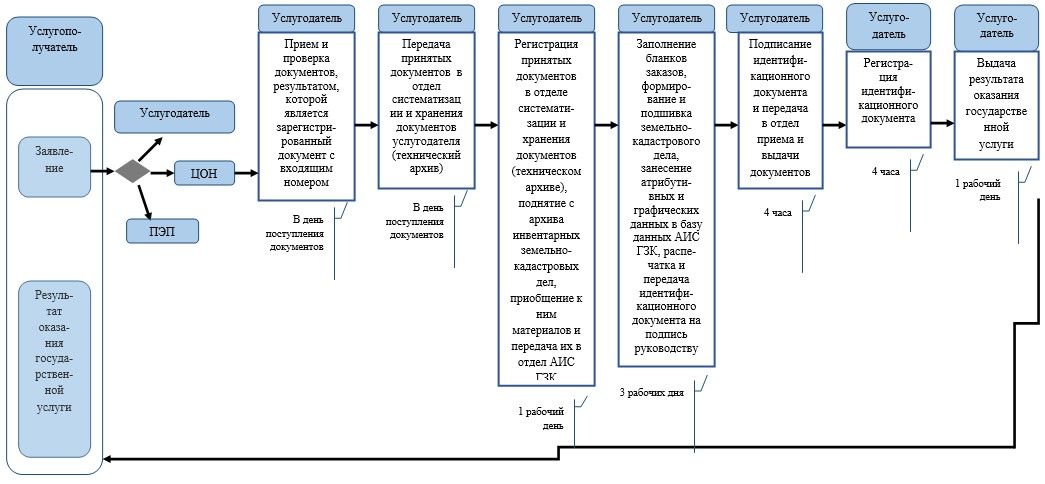 Услугопо-
лучатель
Заявле-
ние
Резуль-
тат
оказа-
ния
госуда-
рствен-
ной
услуги
Услугодатель
ЦОН
ПЭП
Услугодатель
Прием и
проверка
документов,
результатом,
которой
является
зарегистри-
рованный
документ с
входящим
номером
В день
поступления
документов
Услугодатель
Передача
принятых
документов в
отдел
систематизац
ии и хранения
документов
услугодателя
(технический
архив)
В день
поступления
документов
Услугодатель
Регистрация
принятых
документов
в отделе
системати-
зации и
хранения
документов
(техническом
архиве),
поднятие с
архива
инвентарных
земельно-
кадастровых
дел,
приобщение к
ним
материалов и
передача их в
отдел АИС
ГЗК
1 рабочий
день
Услугодатель
Заполнение
бланков
заказов,
формиро-
вание и
подшивка
земельно-
кадастрового
дела,
занесение
атрибути-
вных и
графических
данных в базу
данных АИС
ГЗК, распе-
чатка и
передача
идентифи-
кационного
документа на
подпись
руководству
3 рабочих дня
Услугодатель
Подписание
идентифи-
кационного
документа
и передача
в отдел
приема и
выдачи
документов
4 часа
Услуго-
датель
Регистра-
ция
идентифи-
кационного
документа
4 часа
Услуго-
датель
Выдача
результата
оказания
государстве
нной
услуги
1 рабочий
день